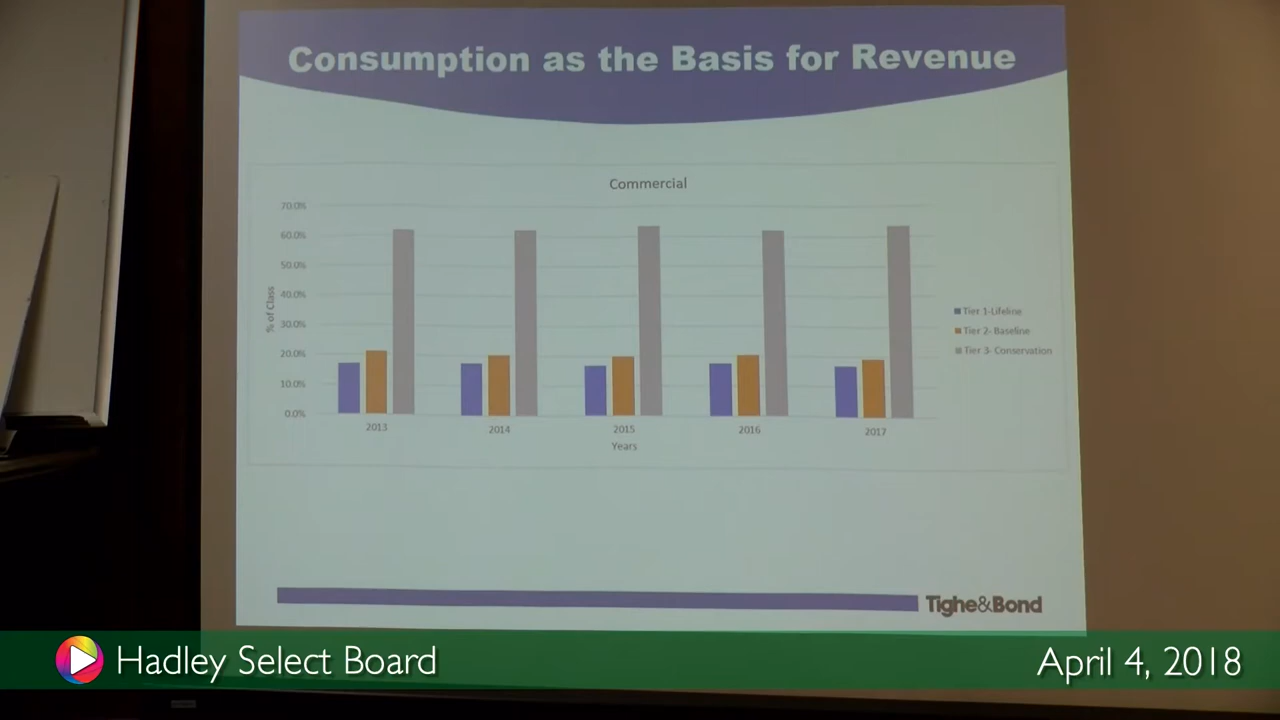 Consumption as the Basis for Revenue
Commercial
70.0%
60.0%
50.0%
40.0%
30.0%
20.0%
10.0%
0.0%
% of Class
2013 2014 2015 2016 2017
Years
Tier 1-Lifeline
Tier 2- Baseline
Tier 3- Conservation
Tighe&Bond
Hadley Select Board
April 4, 2018